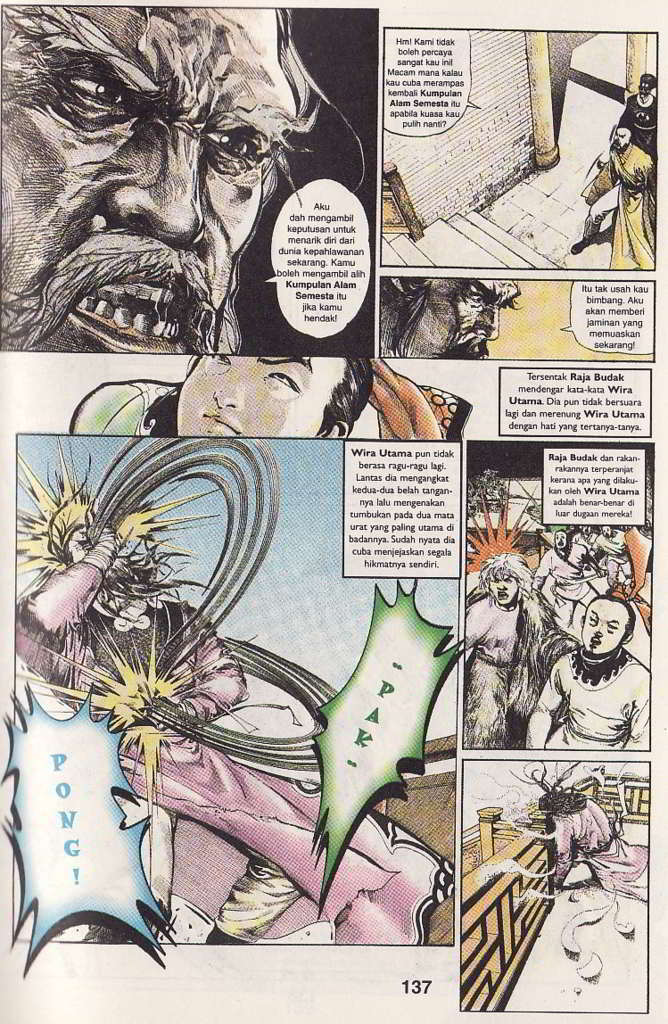 Aku
dah mengambil
keputusan untuk
menarik diri dari
dunia kepahlawanan
sekarang. Kamu
boleh mengambil alih
Kumpulan
Alam Semesta itu
jika kamu
hendak!
Hm! Kami tidak
boleh percaya
sangat kau ini!
Macam mana kalau
kau cuba merampas
kembali Kumpulan
Alam Semesta itu
apabila kuasa kau
pulih nanti?
Itu tak usah kau
bimbang. Aku
akan memberi
jaminan yang
memuaskan
sekarang!
Tersentak Raja Budak
mendengar kata-kata Wira
Utama. Dia pun tidak bersuara
lagi dan merenung Wira Utama
dengan hati yang tertanya-tanya.
Wira Utama pun tidak
berasa ragu-ragu lagi.
Lantas dia mengangkat
kedua-dua belah tangan-
nya lalu mengenakan
tumbukan pada dua mata
urat yang paling utama di
badannya. Sudah nyata dia
cuba menjejaskan segala
hikmatnya sendiri.
Raja Budak dan rakan-
rakannya terperanjat
kerana apa yang dilaku-
kan oleh Wira Utama
adalah benar-benar di
luar dugaan mereka!
- PAK -
PONG!
137